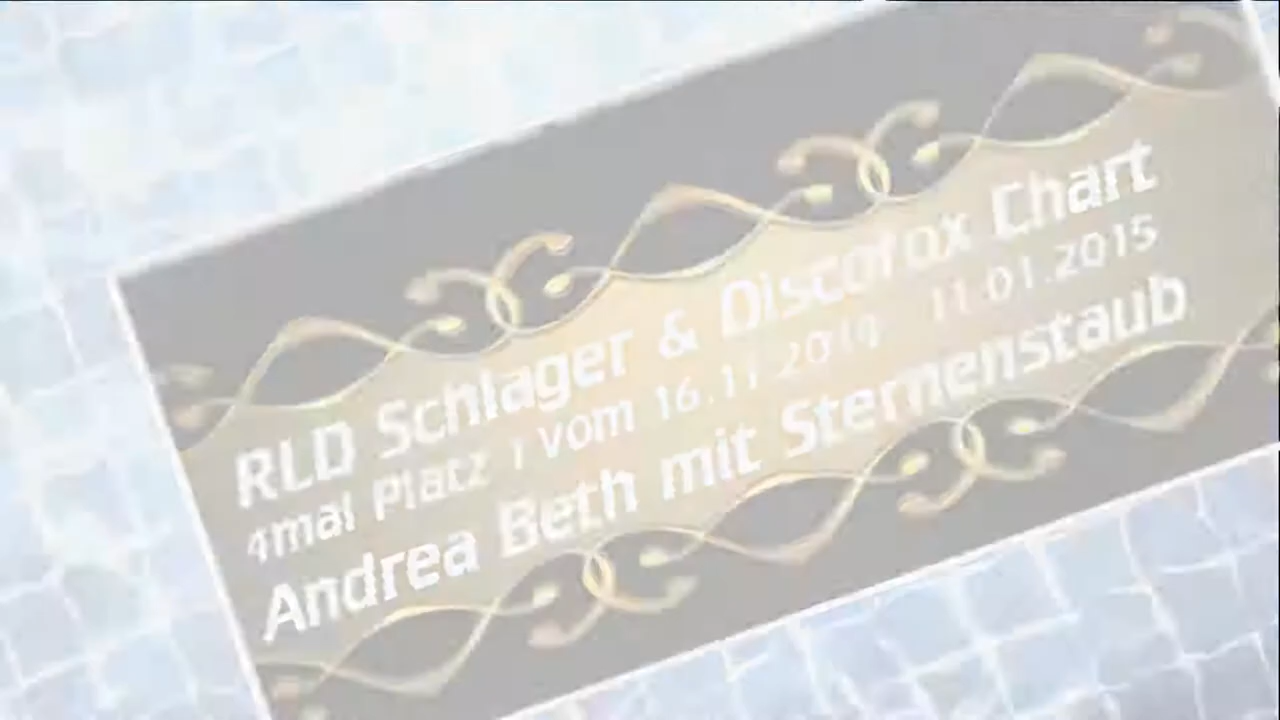 RLD Schlager & Discofox Chart
4mal Platz 1 vom 16.11.2014 11.01.2015
Andrea Beth mit Sternenstaub